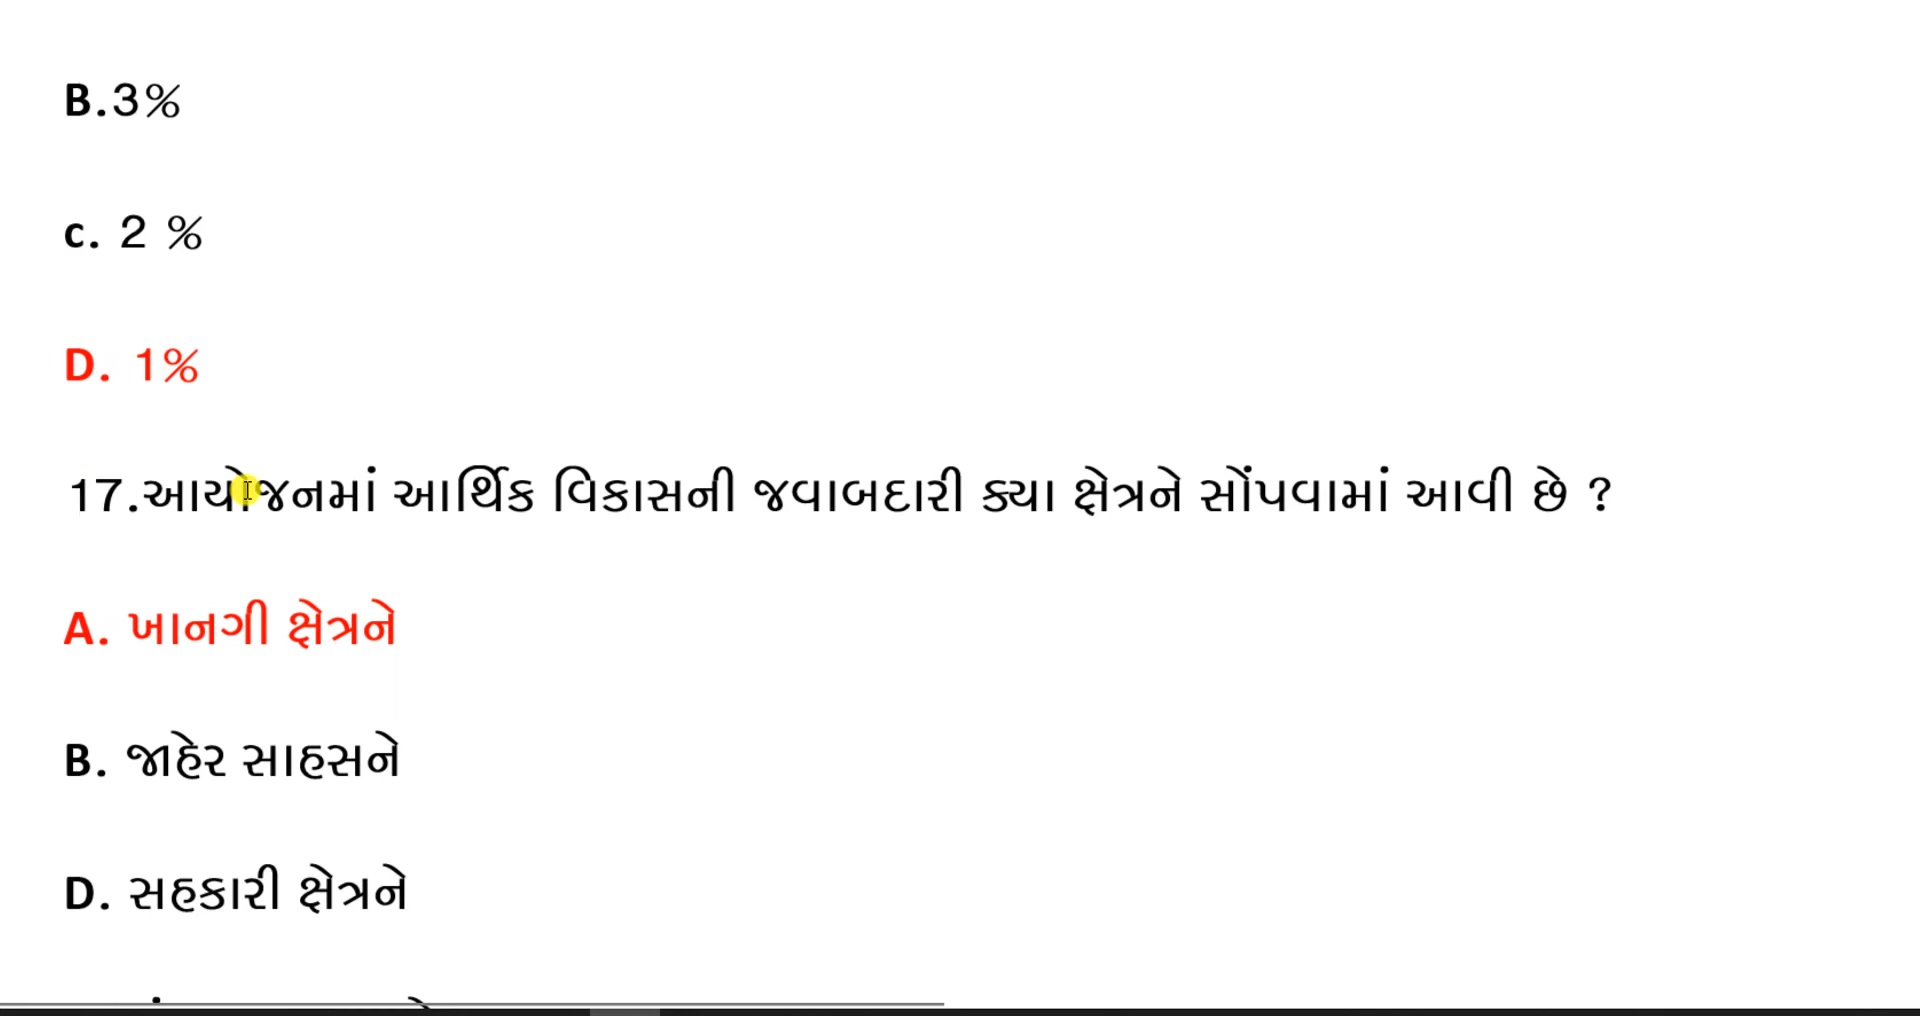 B.3%
c. 2 %
D. 1%
17.આયોજનમાં આર્થિક વિકાસની જવાબદારી ક્યા ક્ષેત્રને સોંપવામાં આવી છે ?
A. ખાનગી ક્ષેત્રને
B. જાહેર સાહસને
D. સહકારી ક્ષેત્રને